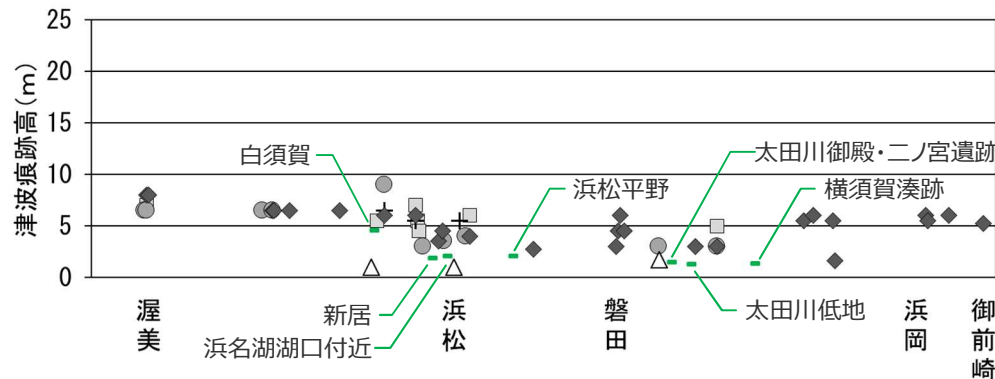 津波痕跡高(m)
25
20
15
10
5
0
白須賀
太田川御殿・二ノ宮遺跡
浜松平野
横須賀湊跡
新居
浜名湖湖口付近
太田川低地
渥美
浜松
磐田
浜岡
御前崎